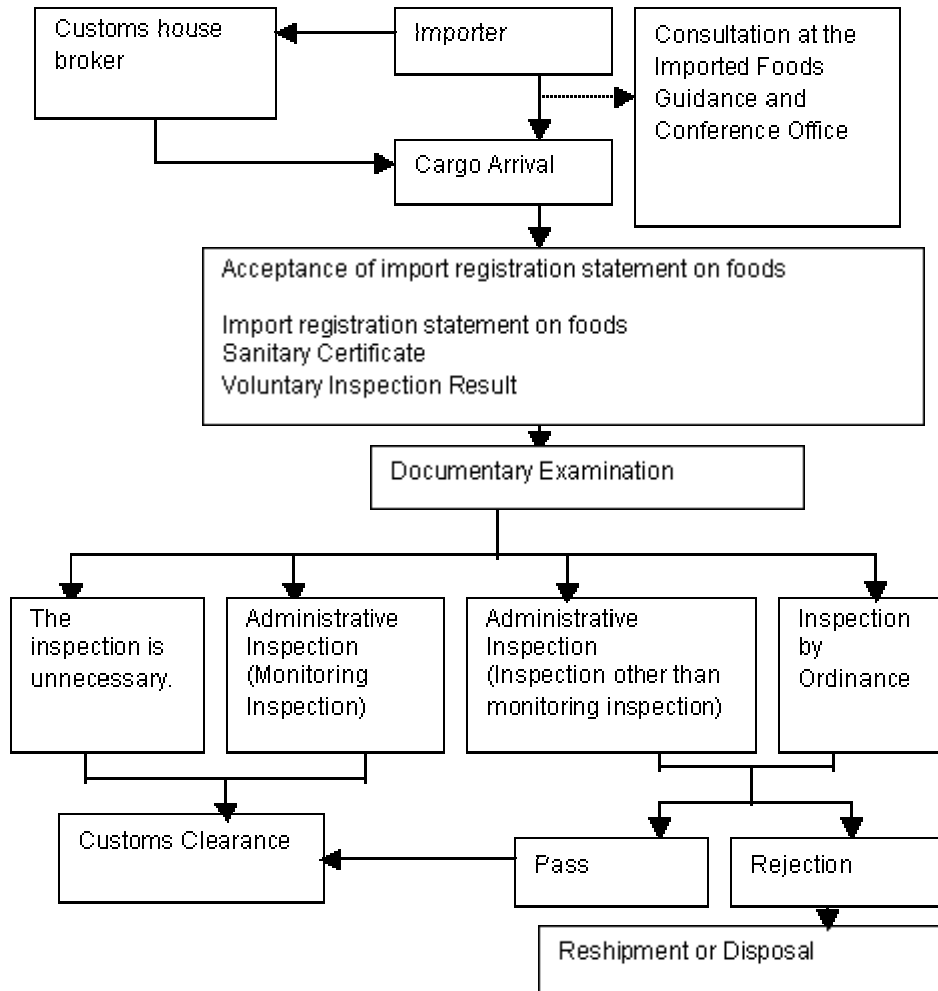 Customs house
broker
Importer
Consultation at the
Imported Foods
Guidance and
Conference Office
Cargo Arrival
Acceptance of import registration statement on foods
Import registration statement on foods
Sanitary Certificate
Voluntary Inspection Result
Documentary Examination
The
inspection is
unnecessary.
Administrative
Inspection
(Monitoring
Inspection)
Administrative
Inspection
(Inspection other than
monitoring inspection)
Inspection
by
Ordinance
Customs Clearance
Pass
Rejection
Reshipment or Disposal